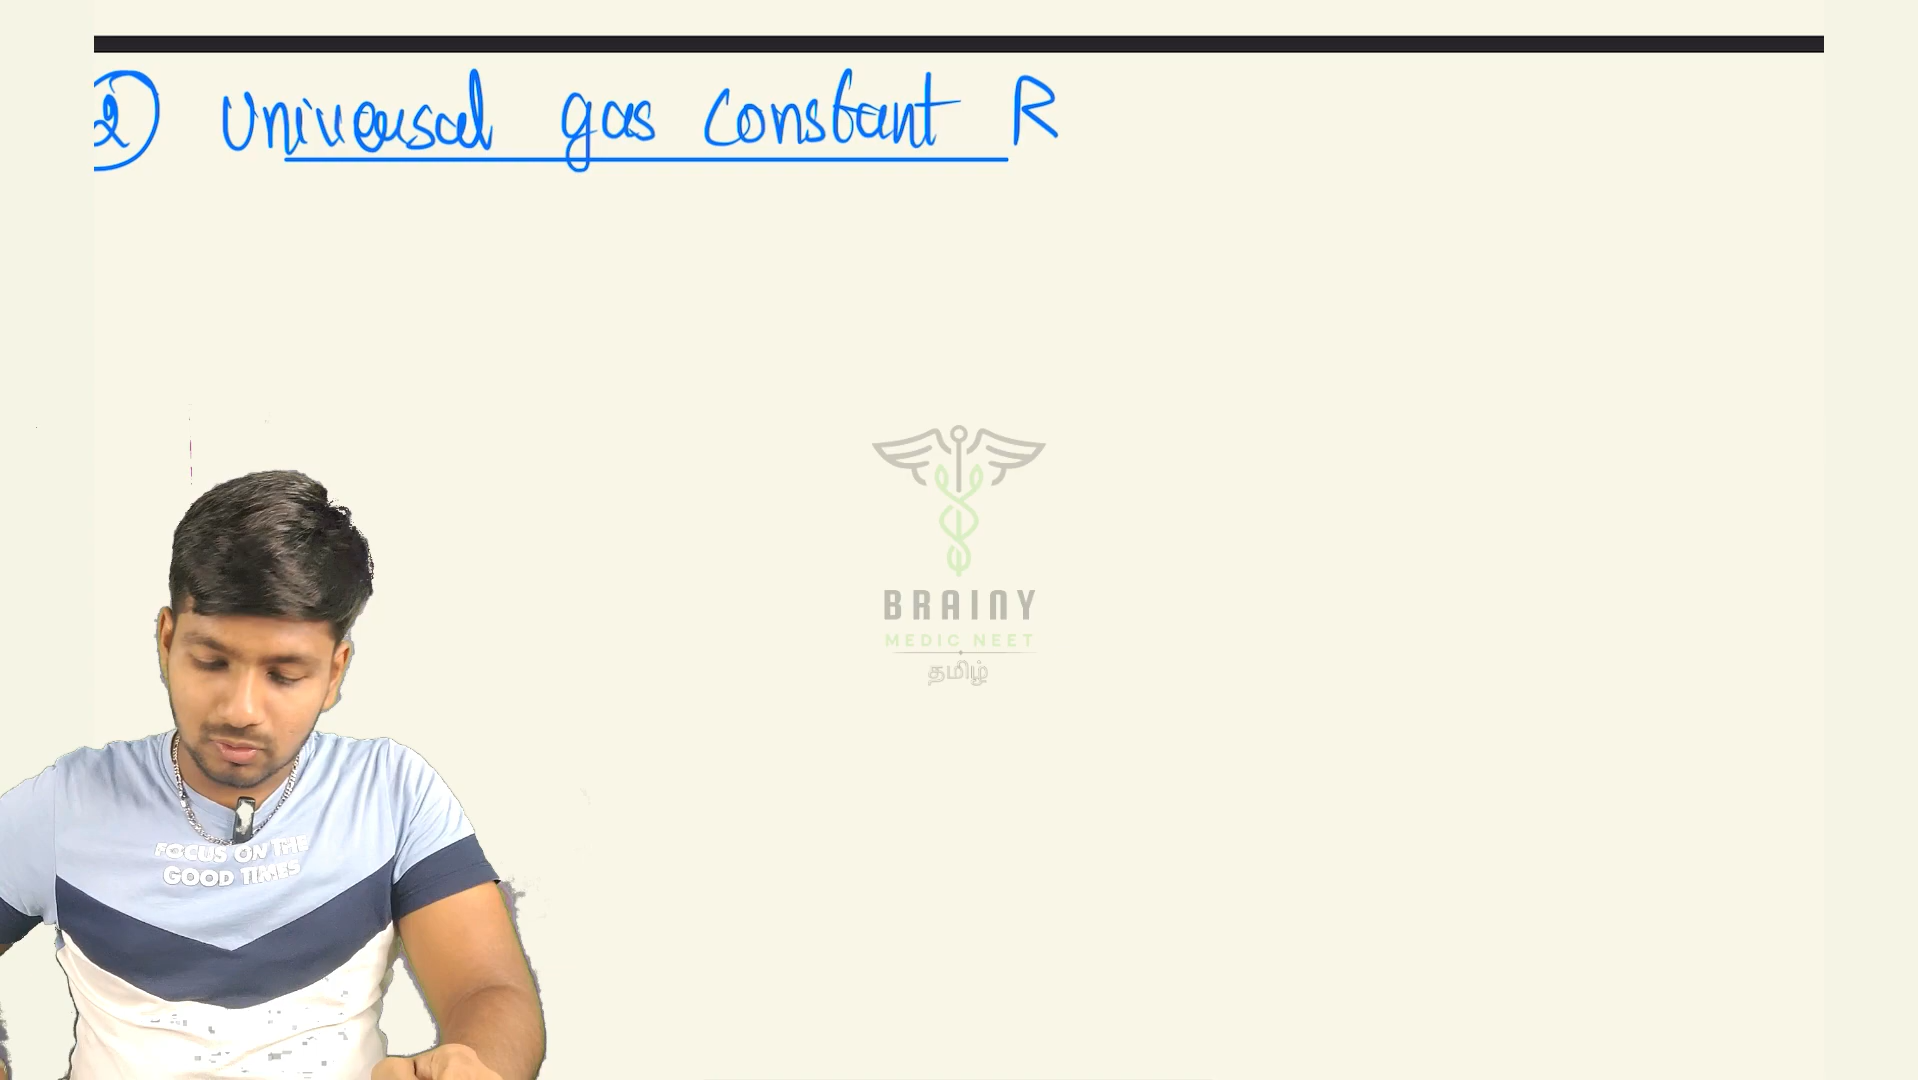 ② Universal gas constant R
BRAINY
MEDIC NEET
தமிழ்
FOCUS ON THE
GOOD TIMES